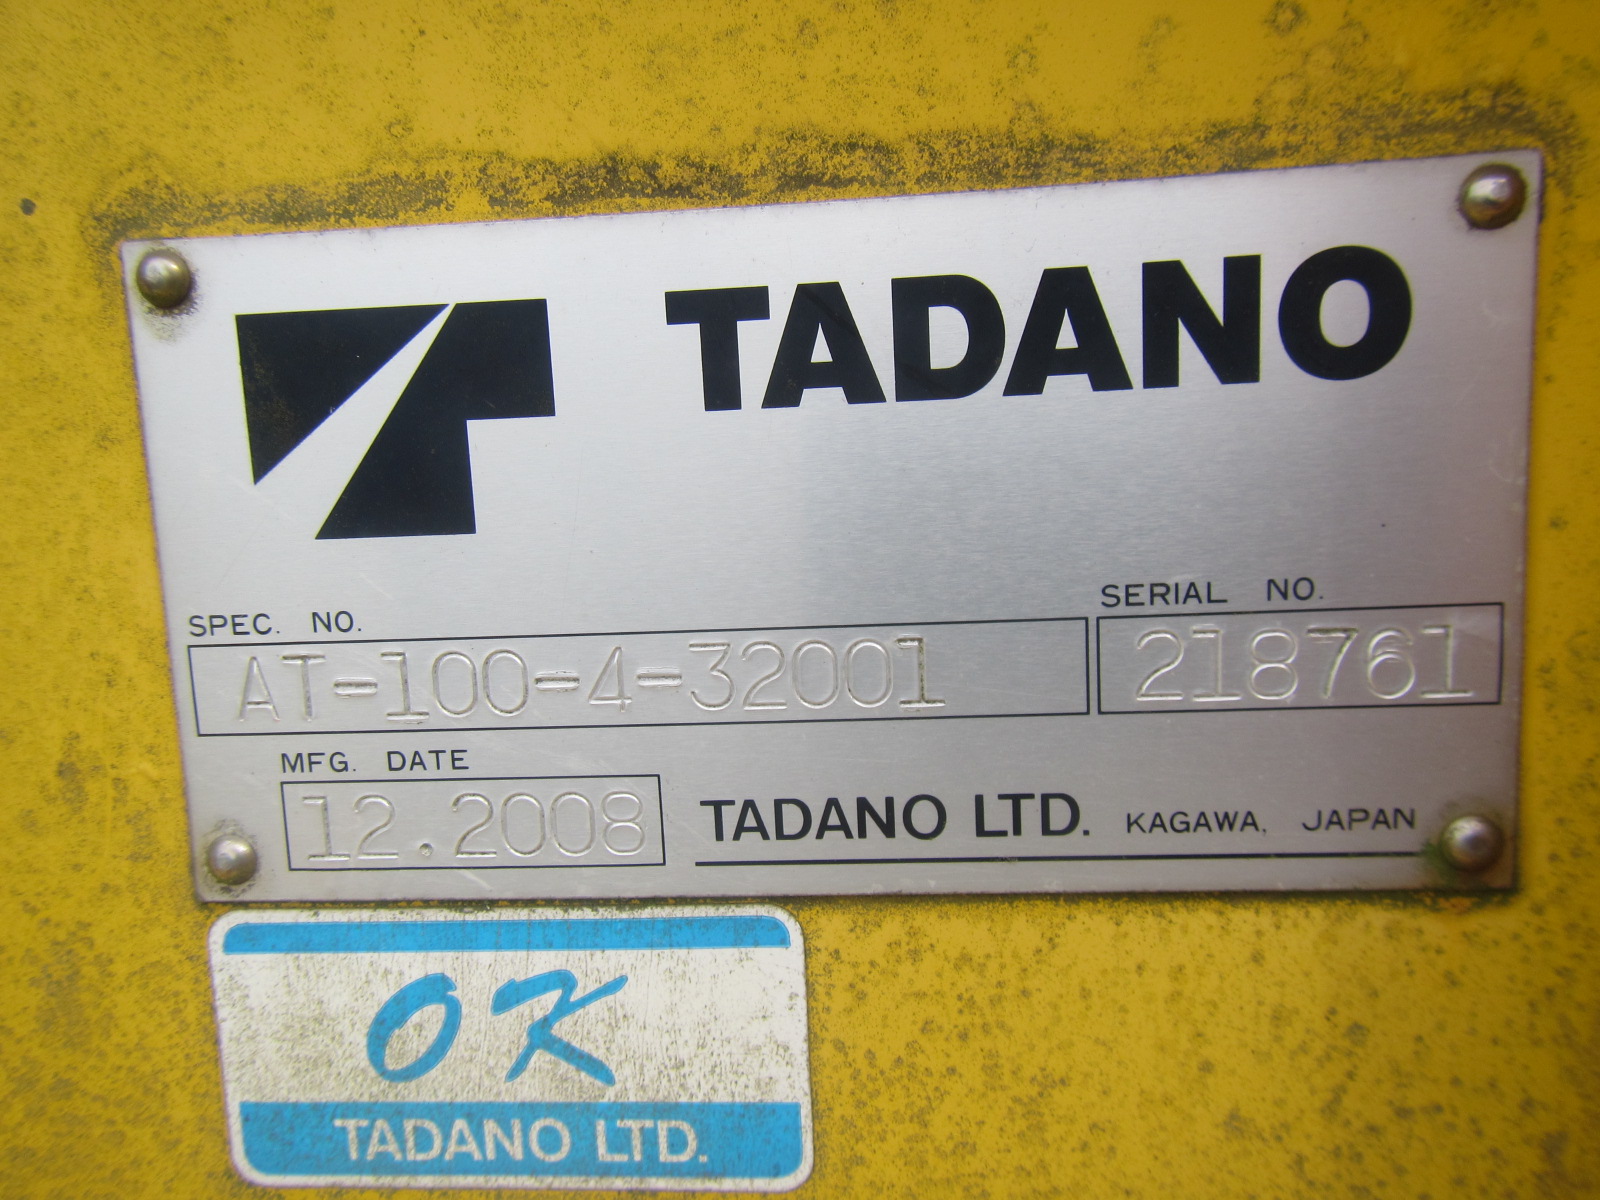 TADANO
SPEC. NO.
SERIAL NO.
AT-100-4-32001
218761
MFG. DATE
12.2008
TADANO LTD. KAGAWA, JAPAN
OK
TADANO LTD.